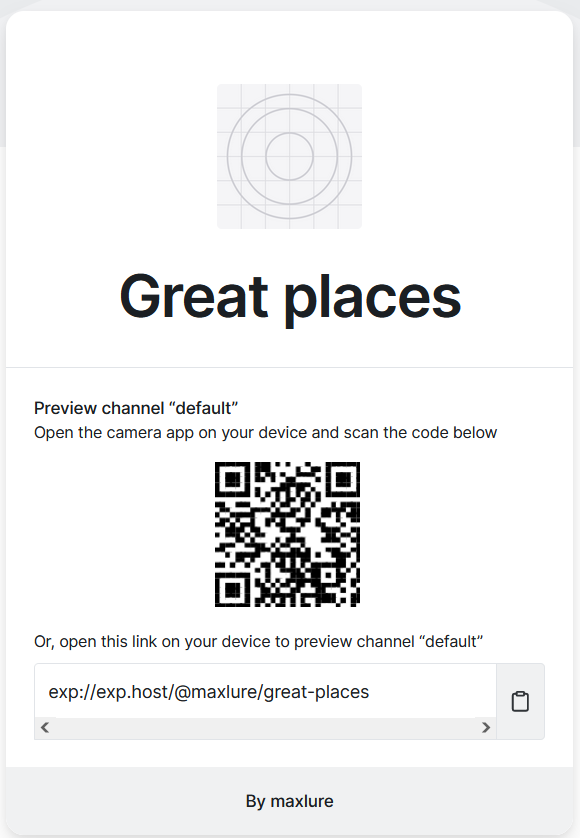 Great places
Preview channel “default”
Open the camera app on your device and scan the code below
Or, open this link on your device to preview channel “default”
exp://exp.host/@maxlure/great-places
By maxlure